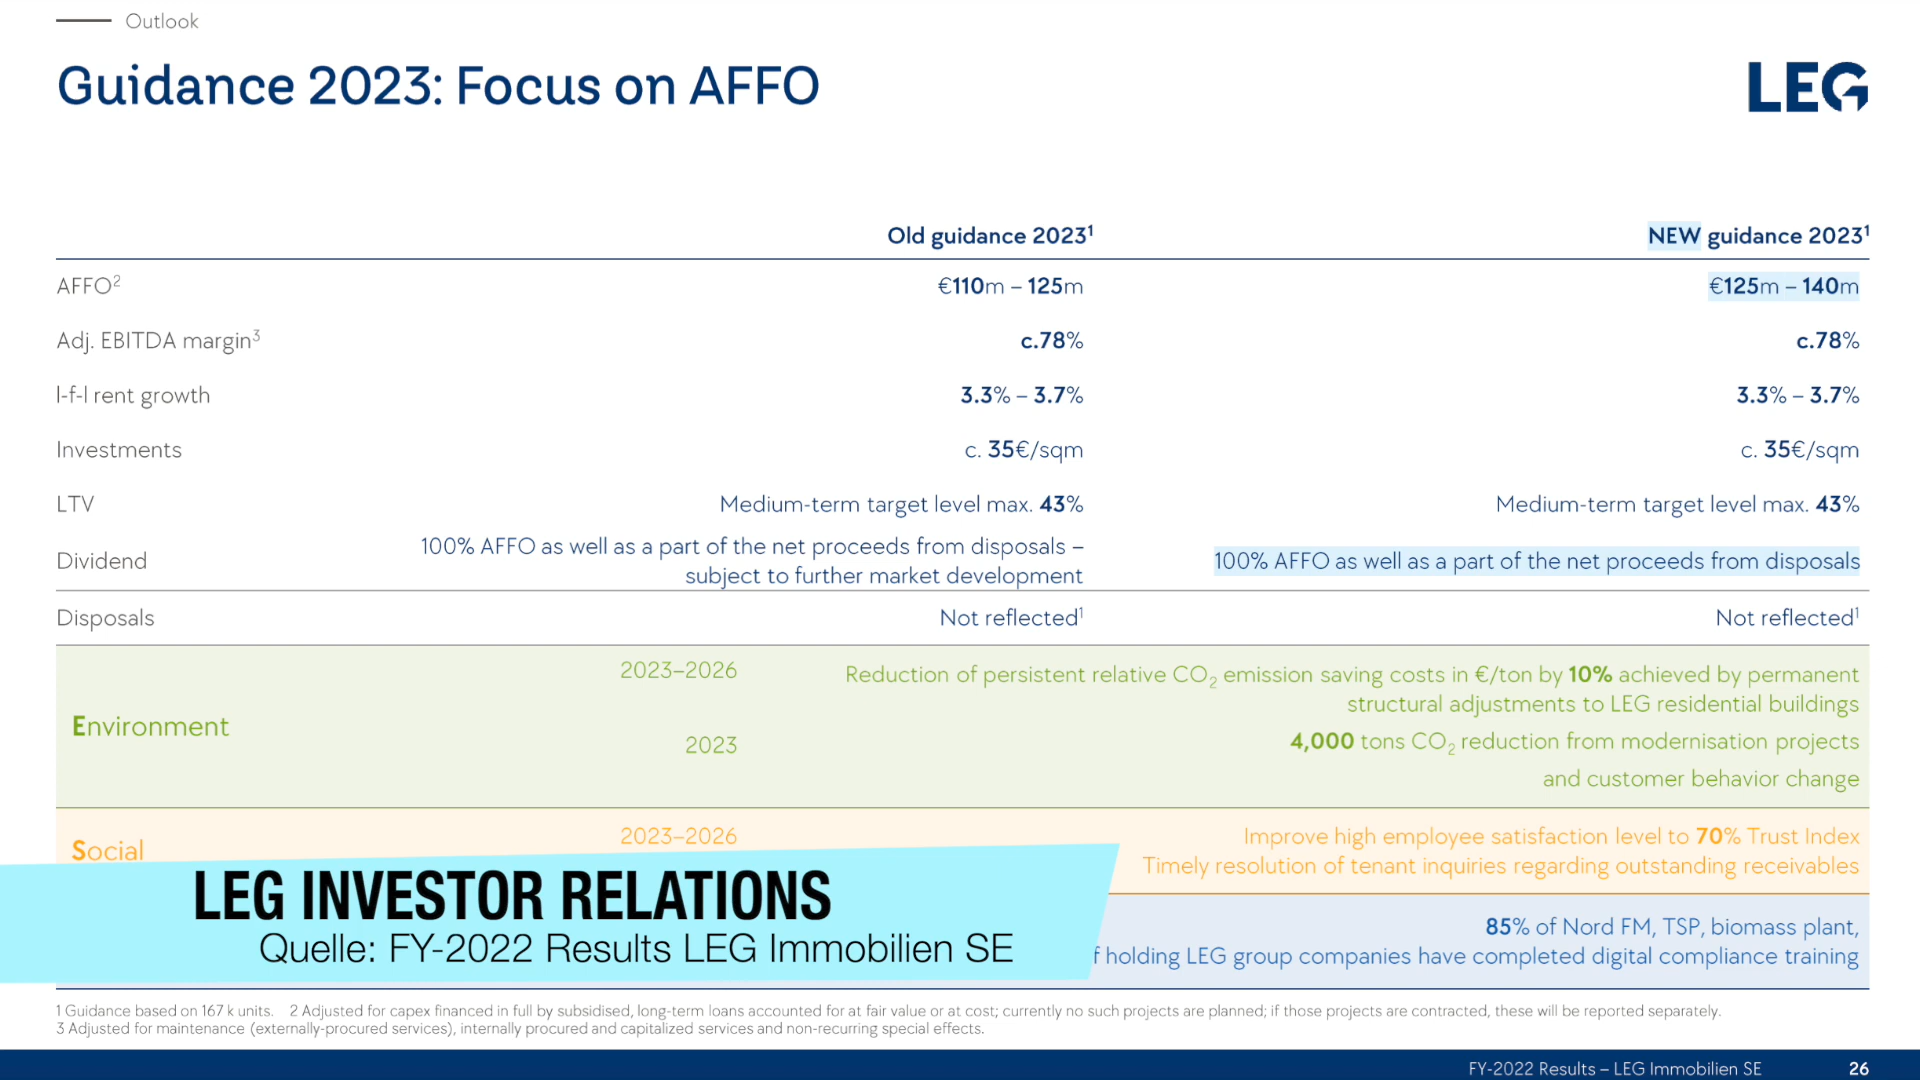 Outlook
Guidance 2023: Focus on AFFO
LEG
Old guidance 2023¹ NEW guidance 2023¹
AFFO² €110m – 125m €125m – 140m
Adj. EBITDA margin³ c.78% c.78%
l-f-l rent growth 3.3% – 3.7% 3.3% – 3.7%
Investments c. 35€/sqm c. 35€/sqm
LTV Medium-term target level max. 43% Medium-term target level max. 43%
Dividend 100% AFFO as well as a part of the net proceeds from disposals –
subject to further market development
100% AFFO as well as a part of the net proceeds from disposals
Disposals Not reflected¹ Not reflected¹
Environment
2023–2026 Reduction of persistent relative CO₂ emission saving costs in €/ton by 10% achieved by permanent
structural adjustments to LEG residential buildings
2023 4,000 tons CO₂ reduction from modernisation projects
and customer behavior change
Social
2023–2026 Improve high employee satisfaction level to 70% Trust Index
Timely resolution of tenant inquiries regarding outstanding receivables
85% of Nord FM, TSP, biomass plant,
holding LEG group companies have completed digital compliance training
LEG INVESTOR RELATIONS
Quelle: FY-2022 Results LEG Immobilien SE
1 Guidance based on 167 k units. 2 Adjusted for capex financed in full by subsidised, long-term loans accounted for at fair value or at cost; currently no such projects are planned; if those projects are contracted, these will be reported separately.
3 Adjusted for maintenance (externally-procured services), internally procured and capitalized services and non-recurring special effects.
FY-2022 Results – LEG Immobilien SE 26